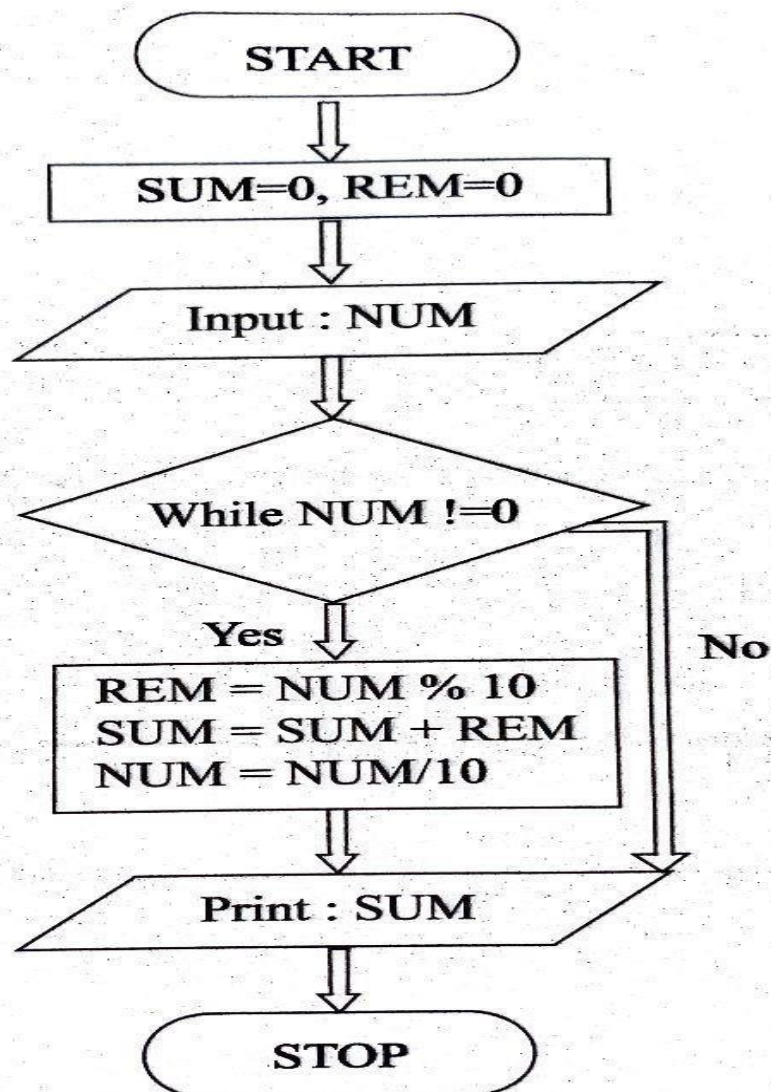 START
SUM=0, REM=0
Input : NUM
While NUM !=0
Yes
No
REM = NUM % 10
SUM = SUM + REM
NUM = NUM/10
Print : SUM
STOP